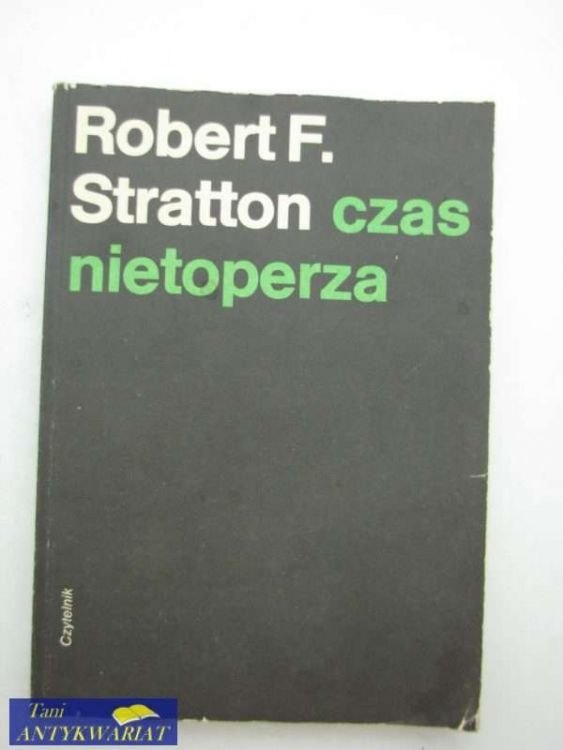 Robert F.
Stratton czas
nietoperza
Czytelnik
Tani
ANTYKWARIAT